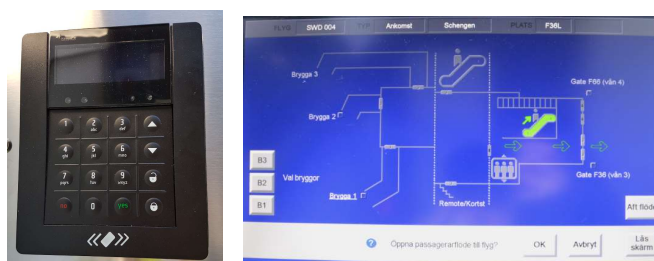 1
2
abc
3
def
4
ghi
5
jkl
6
mno
7
pqrs
8
tuv
9
wxyz
no
0
yes
FLYG SWD 004 TYP Ankomst Schengen PLATS F36L
Brygga 3
Gate F66 (vån 4)
Brygga 2
B3
B2
Val bryggor
Gate F36 (vån 3)
B1
Brygga 1
Remote/Kortst
Aft flöde
Öppna passagerarflöde till flyg?
OK
Avbryt
Lås
skärm